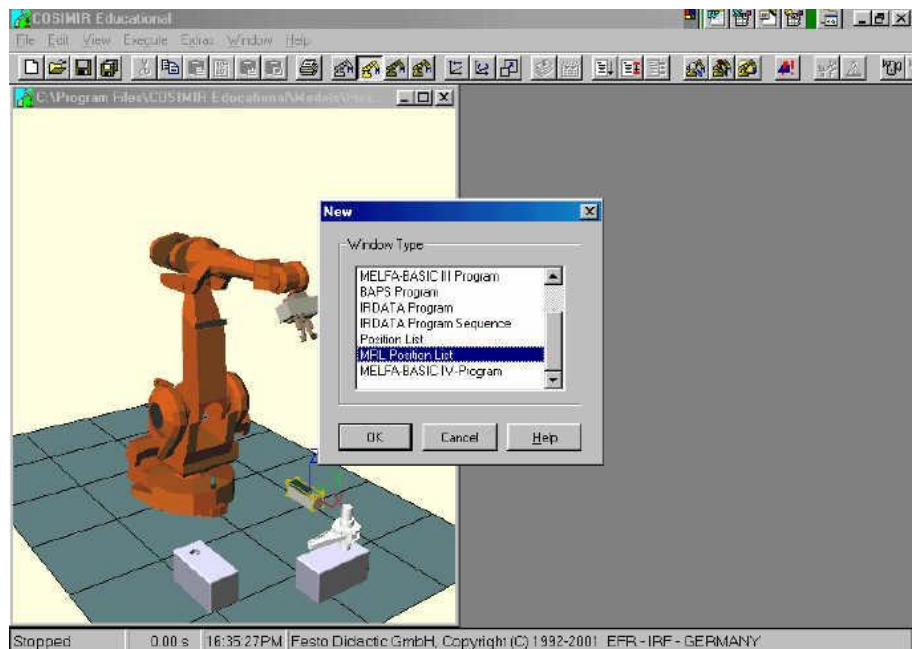 COSIMIR Educational
File Edit View Execute Extras Window Help
C:\Program Files\COSIMIR Educational\Models\
New
Window Type
MELFA-BASIC III Program
BAPS Program
IRDATA Program
IRDATA Program Sequence
Position List
MRL Position List
MELFA-BASIC IV-Program
OK Cancel Help
Stopped 0.00 s 16:35:27PM Festo Didactic GmbH, Copyright (C) 1992-2001 EFR - IRF - GERMANY